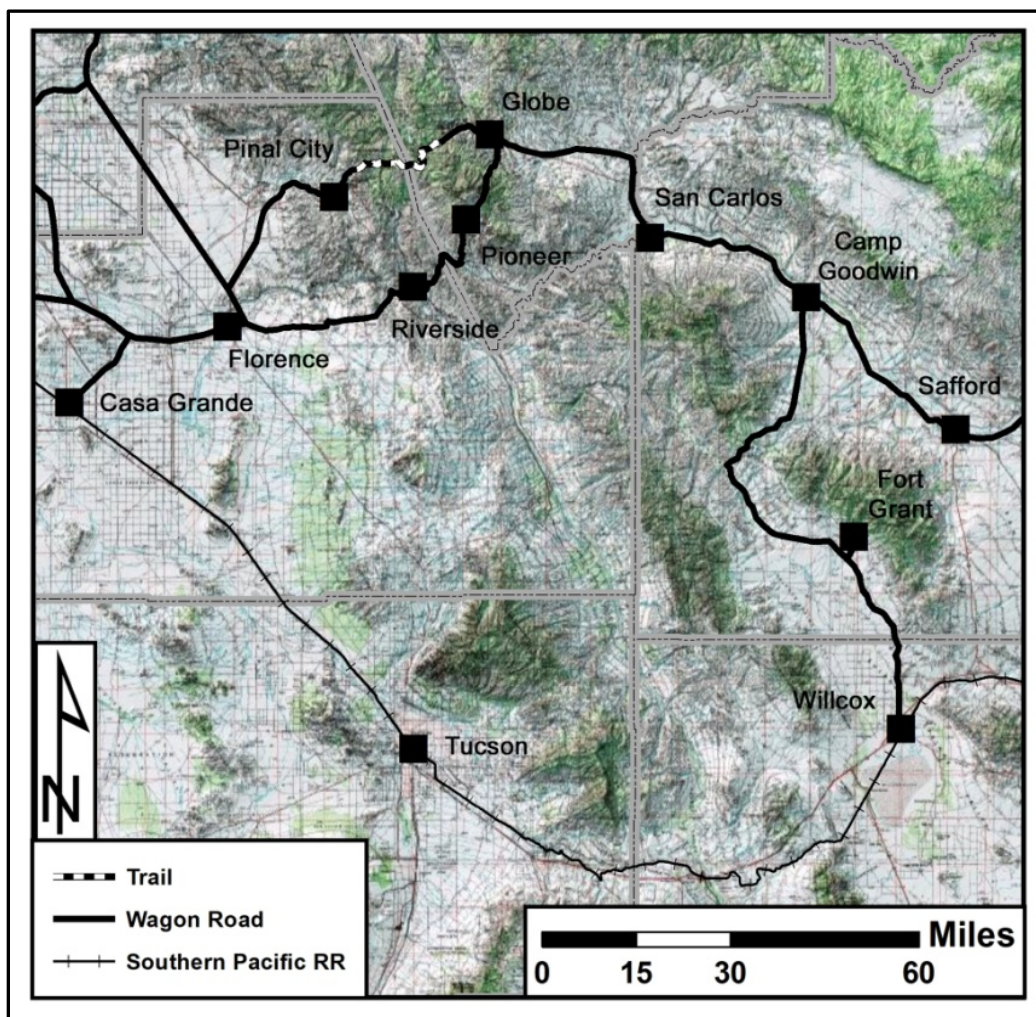 Globe
Pinal City
San Carlos
Camp
Goodwin
Pioneer
Riverside
Florence
Safford
Casa Grande
Fort
Grant
Willcox
Tucson
N
Trail
Wagon Road
Southern Pacific RR
Miles
0 15 30 60